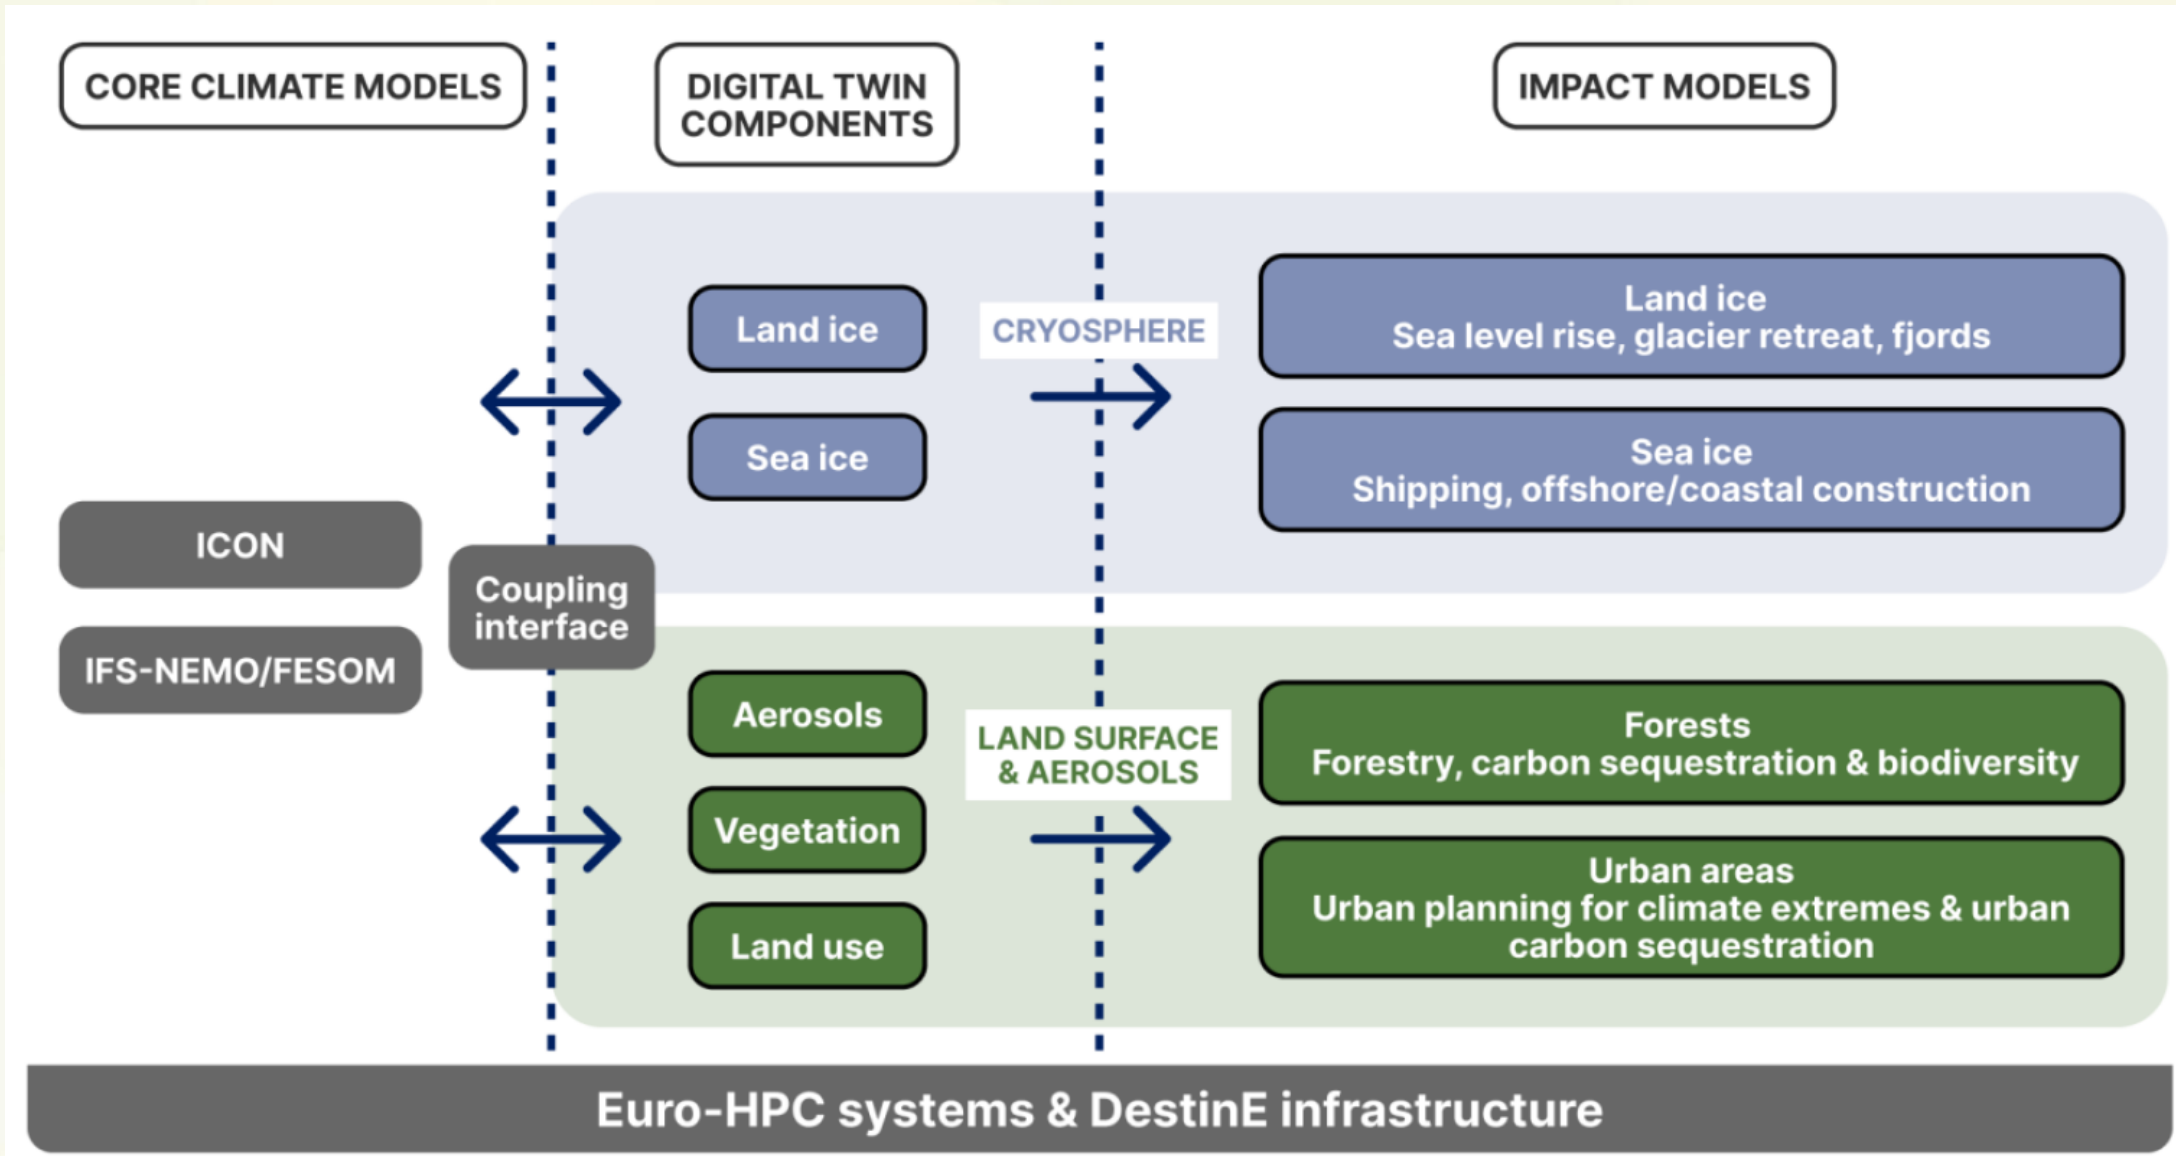 CORE CLIMATE MODELS
DIGITAL TWIN
COMPONENTS
IMPACT MODELS
ICON
IFS-NEMO/FESOM
Coupling
interface
Land ice
Sea ice
CRYOSPHERE
Land ice
Sea level rise, glacier retreat, fjords
Sea ice
Shipping, offshore/coastal construction
Aerosols
Vegetation
Land use
LAND SURFACE
& AEROSOLS
Forests
Forestry, carbon sequestration & biodiversity
Urban areas
Urban planning for climate extremes & urban
carbon sequestration
Euro-HPC systems & DestinE infrastructure